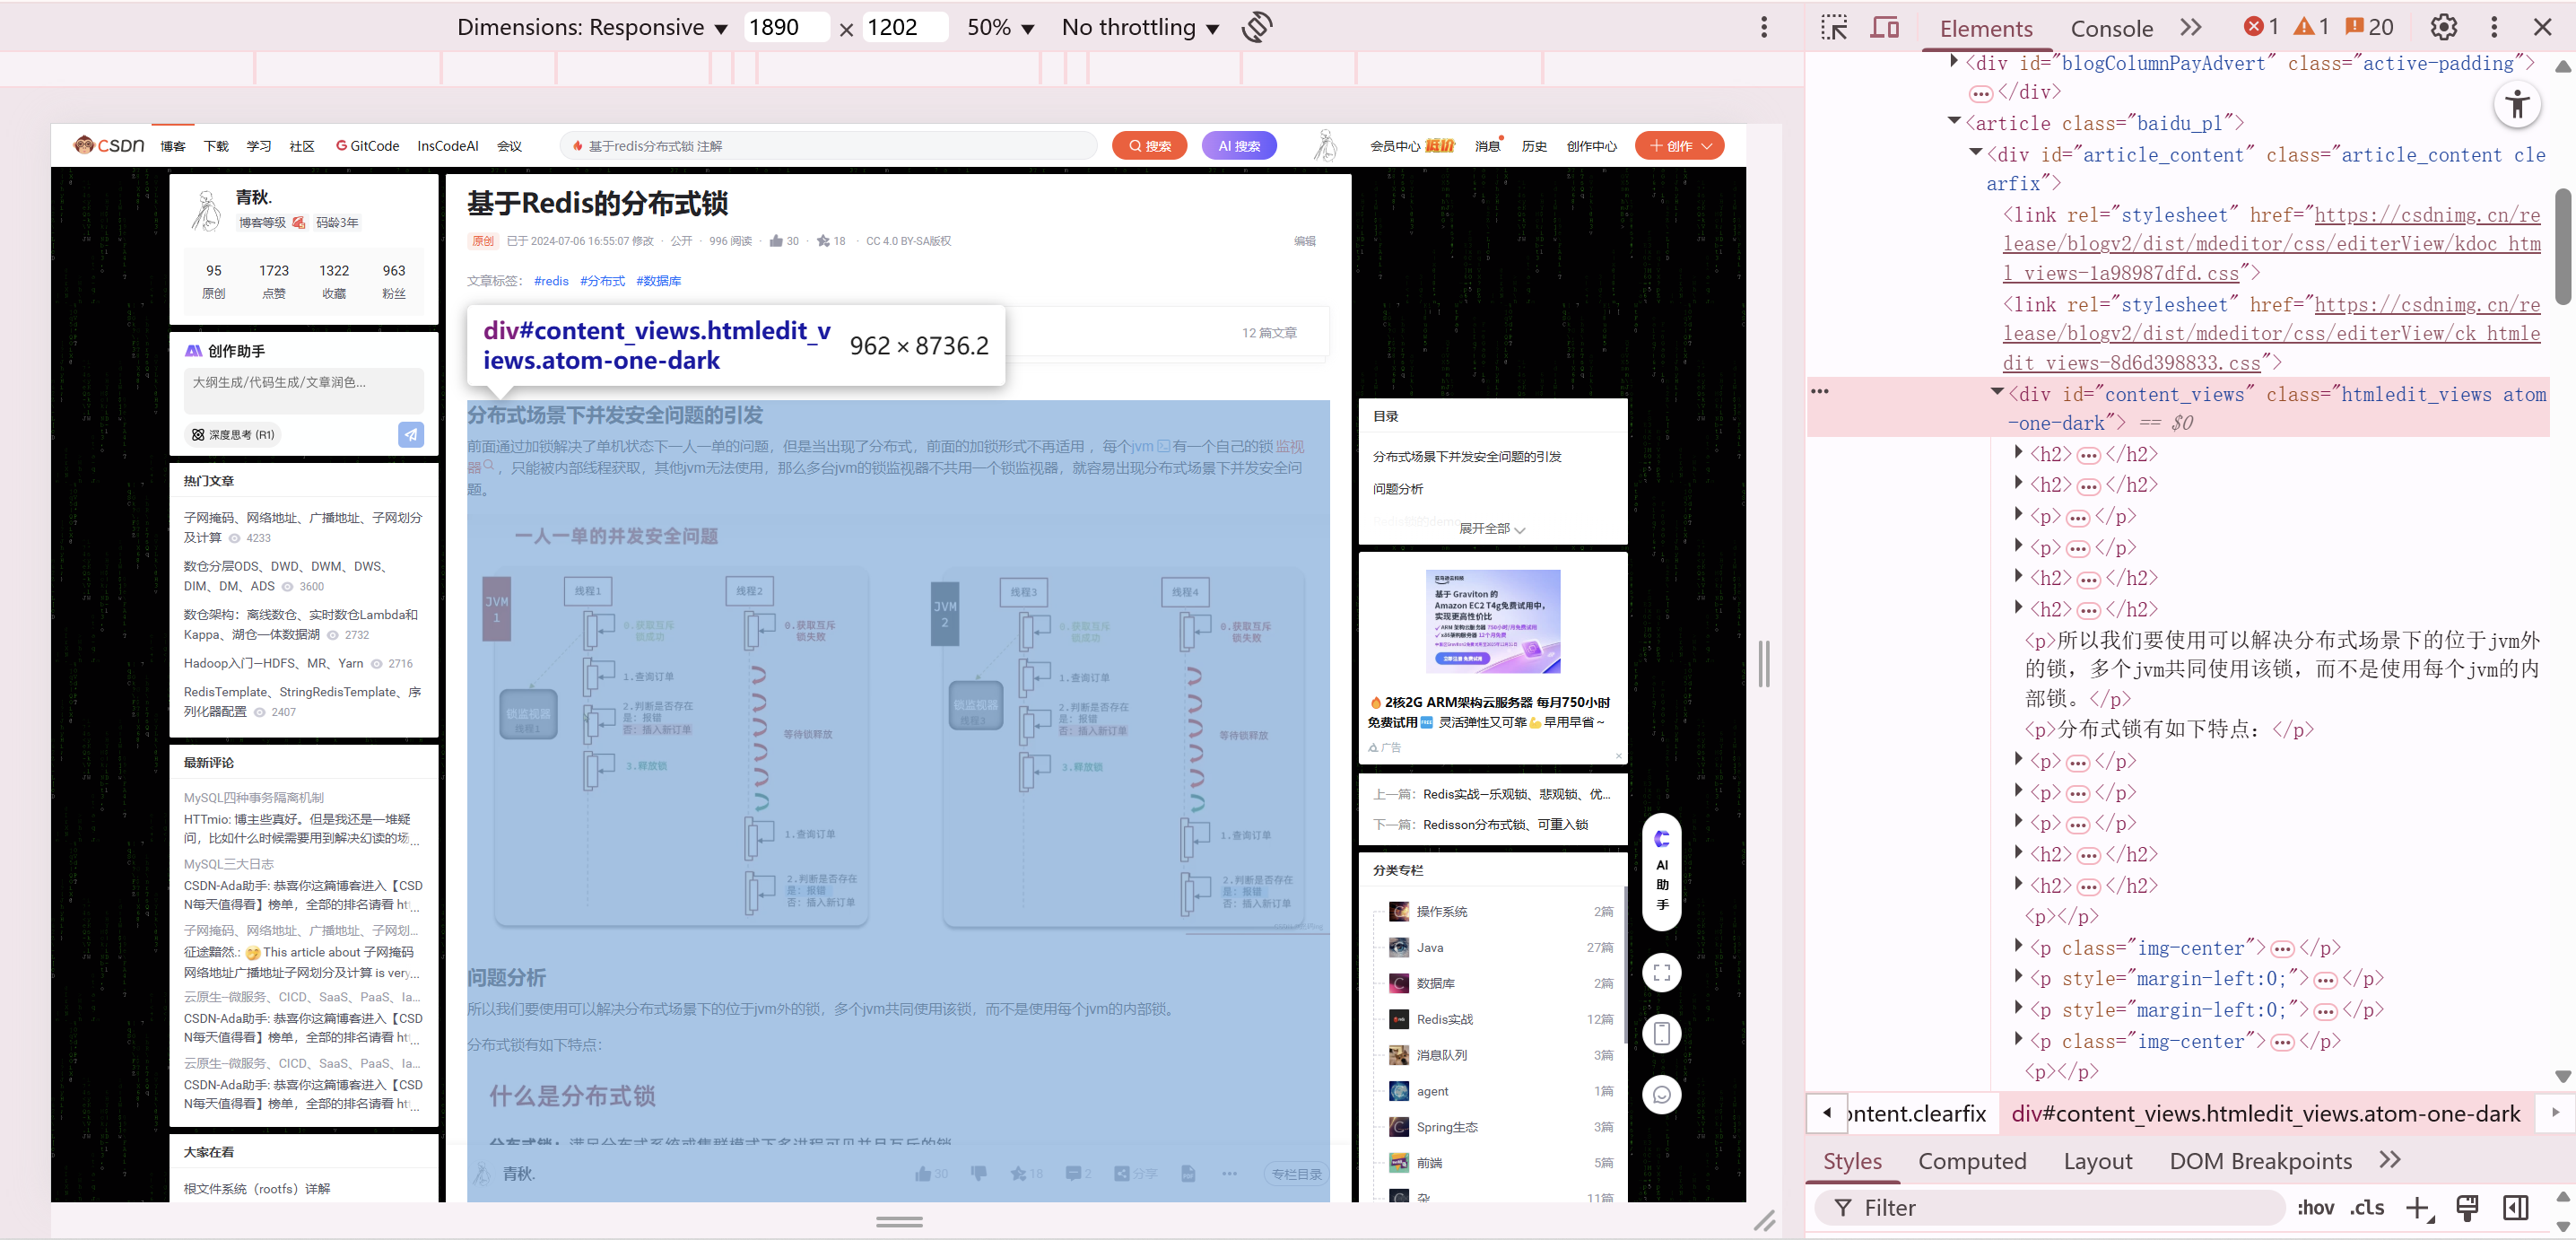 Dimensions: Responsive ▼ 1890 × 1202 50% ▼ No throttling ▼
CSDN 博客 下载 学习 社区 GitCode InsCodeAI 会议 基于redis分布式锁 注解 搜索 AI 搜索 会员中心 低价 消息 历史 创作中心 创作
青秋.
博客等级 码龄3年
95 1723 1322 963
原创 点赞 收藏 粉丝
创作助手
大纲生成/代码生成/文章润色...
深度思考 (R1)
热门文章
子网掩码、网络地址、广播地址、子网划分
及计算 4233
数仓分层ODS、DWD、DWM、DWS、
DIM、DM、ADS 3600
数仓架构：离线数仓、实时数仓Lambda和
Kappa、湖仓一体数据湖 2732
Hadoop入门—HDFS、MR、Yarn 2716
RedisTemplate、StringRedisTemplate、序
列化器配置 2407
最新评论
MySQL四种事务隔离机制
HTTmio: 博主些真好。但是我还是一堆疑
问，比如什么时候需要用到解决幻读的场...
MySQL三大日志
CSDN-Ada助手: 恭喜你这篇博客进入【CSD
N每天值得看】榜单，全部的排名请看 ht...
子网掩码、网络地址、广播地址、子网划...
征途黯然.: This article about 子网掩码
网络地址广播地址子网划分及计算 is very...
云原生—微服务、CICD、SaaS、PaaS、Ia...
CSDN-Ada助手: 恭喜你这篇博客进入【CSD
N每天值得看】榜单，全部的排名请看 ht...
云原生—微服务、CICD、SaaS、PaaS、Ia...
CSDN-Ada助手: 恭喜你这篇博客进入【CSD
N每天值得看】榜单，全部的排名请看 ht...
大家在看
根文件系统（rootfs）详解
基于Redis的分布式锁
原创 已于 2024-07-06 16:55:07 修改 · 公开 · 996 阅读 · 30 · 18 · CC 4.0 BY-SA版权 编辑
文章标签： #redis #分布式 #数据库
12 篇文章
div#content_views.htmledit_v
iews.atom-one-dark 962 × 8736.2
分布式场景下并发安全问题的引发
前面通过加锁解决了单机状态下一人一单的问题，但是当出现了分布式，前面的加锁形式不再适用 ，每个jvm有一个自己的锁监视
器，只能被内部线程获取，其他jvm无法使用，那么多台jvm的锁监视器不共用一个锁监视器，就容易出现分布式场景下并发安全问
题。
一人一单的并发安全问题
JVM
1
线程1 线程2
0.获取互斥
锁成功
0.获取互斥
锁失败
1.查询订单
锁监视器
线程1
2.判断是否存在
是：报错
否：插入新订单
等待锁释放
3.释放锁
1.查询订单
2.判断是否存在
是：报错
否：插入新订单
JVM
2
线程3 线程4
0.获取互斥
锁成功
0.获取互斥
锁失败
1.查询订单
锁监视器
线程3
2.判断是否存在
是：报错
否：插入新订单
等待锁释放
3.释放锁
1.查询订单
2.判断是否存在
是：报错
否：插入新订单
问题分析
所以我们要使用可以解决分布式场景下的位于jvm外的锁，多个jvm共同使用该锁，而不是使用每个jvm的内部锁。
分布式锁有如下特点：
什么是分布式锁
分布式锁：满足分布式系统或集群模式下多进程可见并且互斥的锁
青秋. 30 18 2 分享 专栏目录
目录
分布式场景下并发安全问题的引发
问题分析
展开全部
基于 Graviton 的
Amazon EC2 T4g免费试用中，
实现更高性价比
2核2G ARM架构云服务器 每月750小时
免费试用 灵活弹性又可靠 早用早省～
广告
上一篇： Redis实战—乐观锁、悲观锁、优...
下一篇： Redisson分布式锁、可重入锁
分类专栏
操作系统 2篇
Java 27篇
数据库 2篇
Redis实战 12篇
消息队列 3篇
agent 1篇
Spring生态 3篇
前端 5篇
杂 11篇
AI
助
手
Elements Console 1 1 20
<div id="blogColumnPayAdvert" class="active-padding">
</div>
<article class="baidu_pl">
<div id="article_content" class="article_content cle
arfix">
<link rel="stylesheet" href="https://csdnimg.cn/re
lease/blogv2/dist/mdeditor/css/editerView/kdoc_htm
l_views-1a98987dfd.css">
<link rel="stylesheet" href="https://csdnimg.cn/re
lease/blogv2/dist/mdeditor/css/editerView/ck_htmle
dit_views-8d6d398833.css">
<div id="content_views" class="htmledit_views atom
-one-dark"> == $0
<h2></h2>
<h2></h2>
<p></p>
<p></p>
<h2></h2>
<h2></h2>
<p>所以我们要使用可以解决分布式场景下的位于jvm外
的锁，多个jvm共同使用该锁，而不是使用每个jvm的内
部锁。</p>
<p>分布式锁有如下特点：</p>
<p></p>
<p></p>
<p></p>
<h2></h2>
<h2></h2>
<p></p>
<p class="img-center"></p>
<p style="margin-left:0;"></p>
<p style="margin-left:0;"></p>
<p class="img-center"></p>
<p></p>
ontent.clearfix div#content_views.htmledit_views.atom-one-dark
Styles Computed Layout DOM Breakpoints
Filter :hov .cls